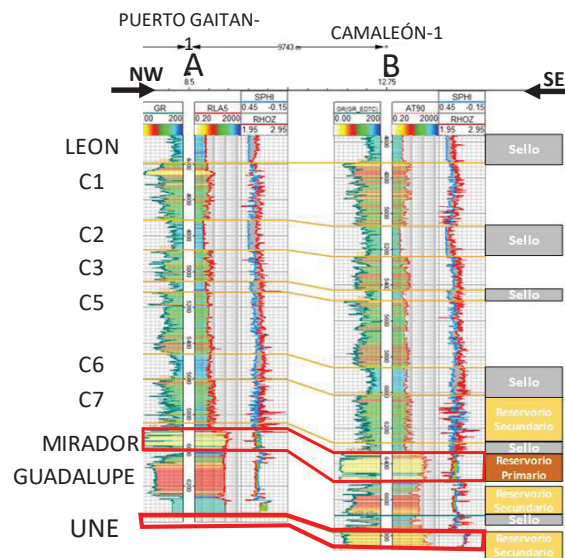 PUERTO GAITAN-
1
CAMALEÓN-1
9743 m
A
B
8.5
12.75
NW
SE
GR
RLA5
SPHI
0.45 -0.15
200
0.20 2000
RHOZ
1.95 2.95
GR(GR_EDTC)
AT90
SPHI
0.45 -0.15
0.00 200
0.20 2000
RHOZ
1.95 2.95
LEON
Sello
C1
C2
Sello
C3
Sello
C5
C6
Sello
C7
Reservorio
Secundario
Sello
MIRADOR
Reservorio
Primario
GUADALUPE
Reservorio
Secundario
Sello
UNE
Reservorio
Secundario